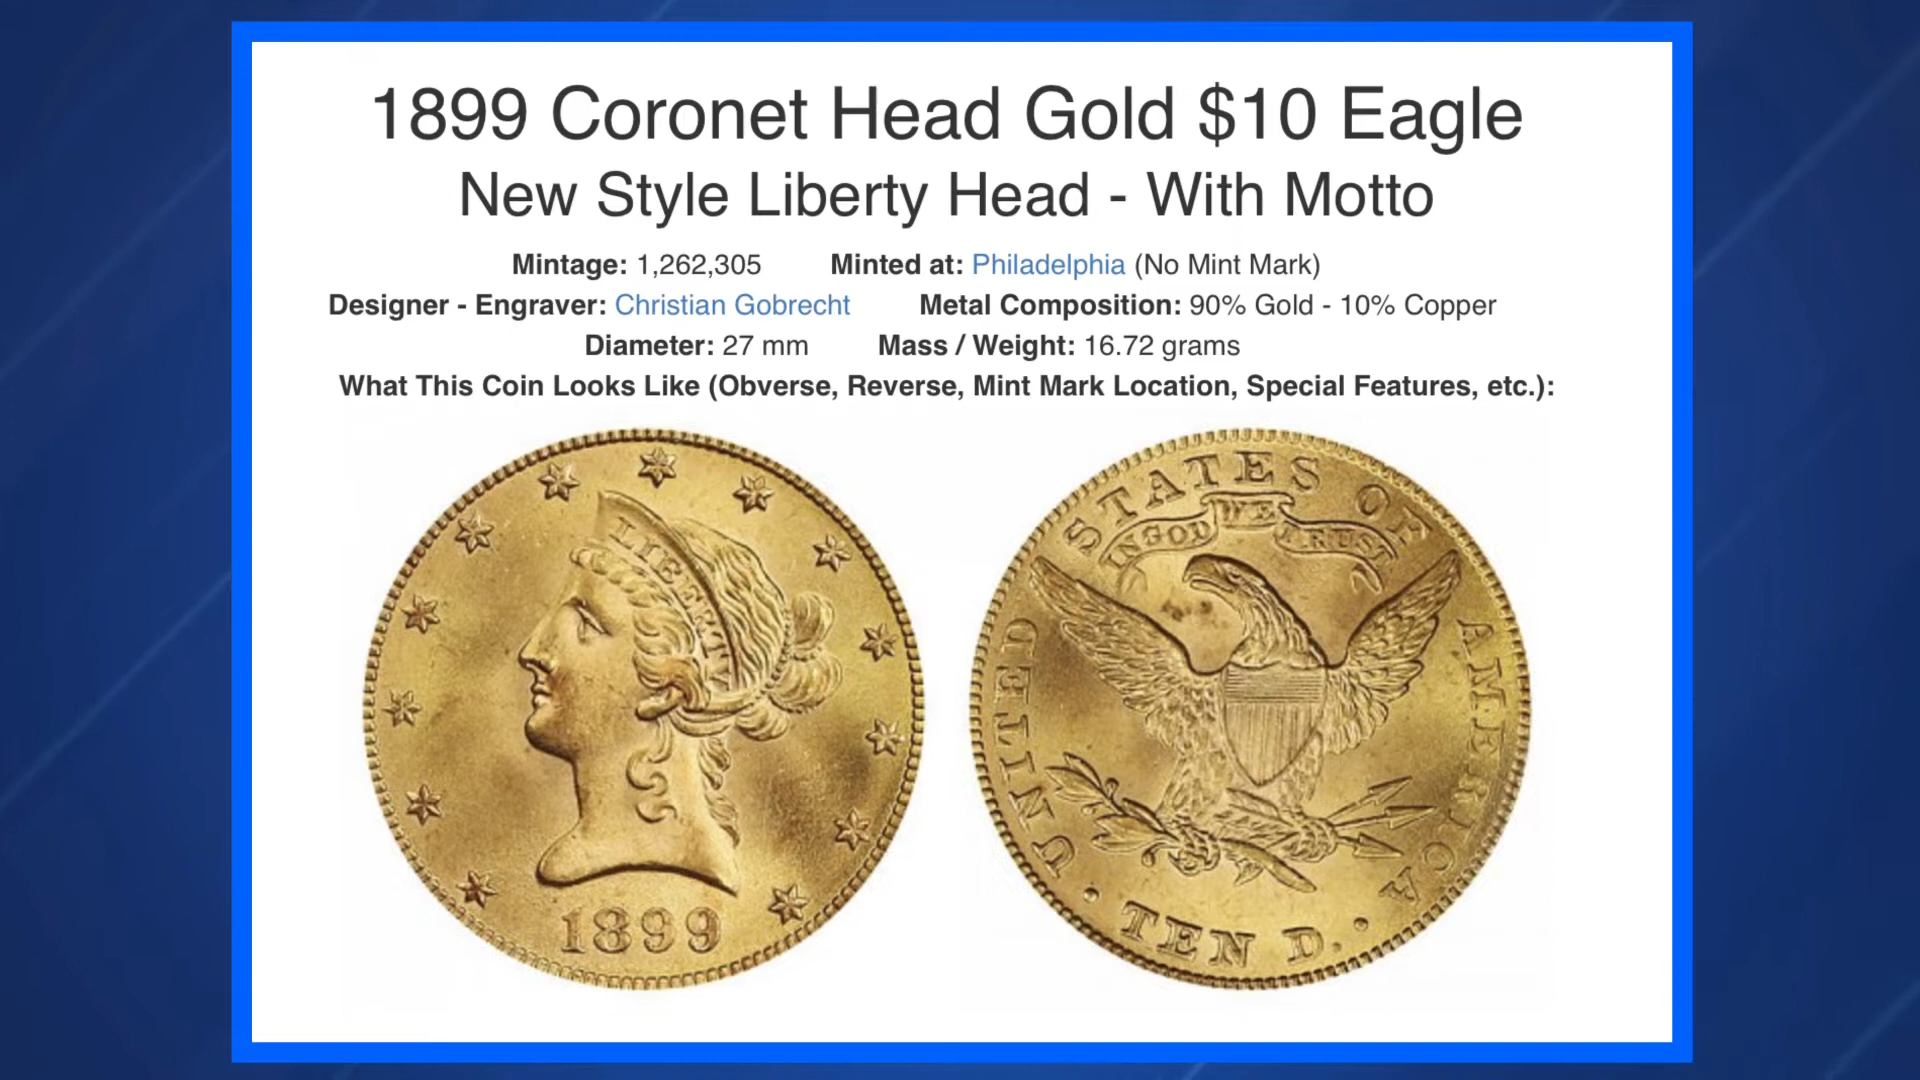 1899 Coronet Head Gold $10 Eagle
New Style Liberty Head - With Motto
Mintage: 1,262,305 Minted at: Philadelphia (No Mint Mark)
Designer - Engraver: Christian Gobrecht Metal Composition: 90% Gold - 10% Copper
Diameter: 27 mm Mass / Weight: 16.72 grams
What This Coin Looks Like (Obverse, Reverse, Mint Mark Location, Special Features, etc.):
LIBERTY
1899
UNITED STATES OF AMERICA
IN GOD WE TRUST
TEN D.